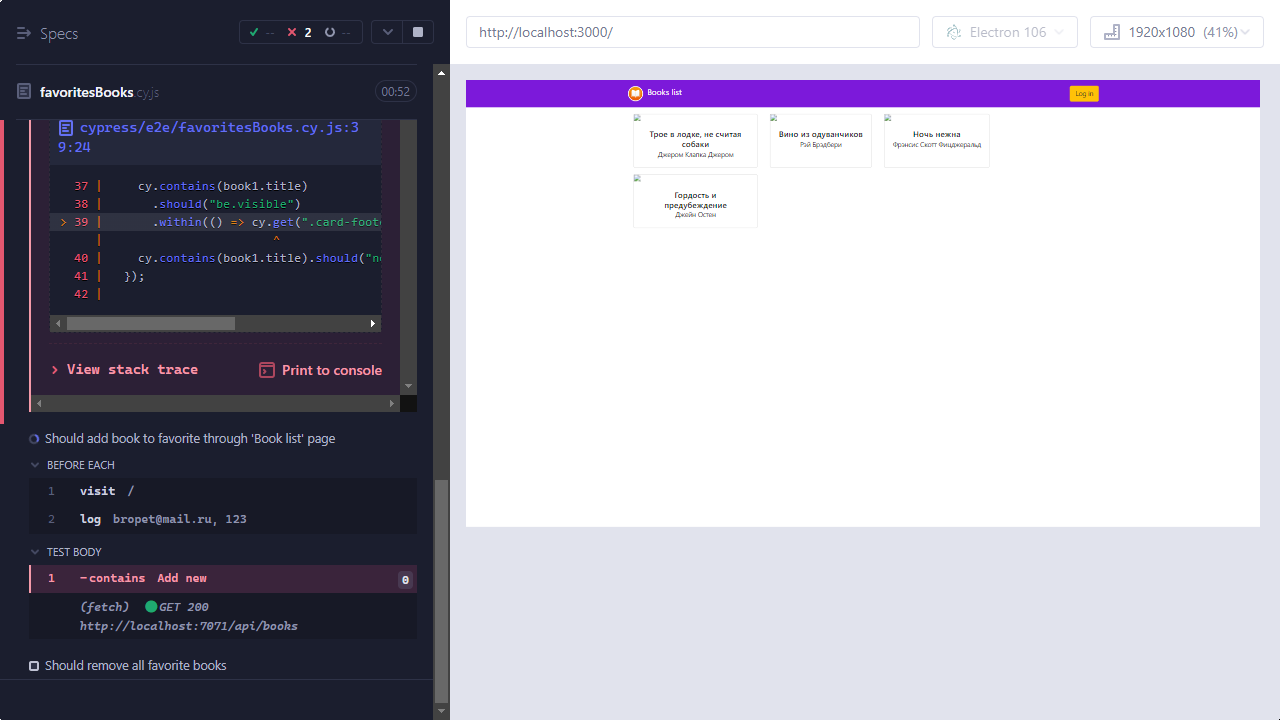 Specs
--
2
--
favoritesBooks.cy.js
00:52
cypress/e2e/favoritesBooks.cy.js:3
9:24
37 | cy.contains(book1.title)
38 | .should("be.visible")
> 39 | .within(() => cy.get(".card-foote
| ^
40 | cy.contains(book1.title).should("no
41 | });
42 |
View stack trace
Print to console
Should add book to favorite through 'Book list' page
BEFORE EACH
1 visit /
2 log bropet@mail.ru, 123
TEST BODY
1 -contains Add new 0
(fetch) GET 200
http://localhost:7071/api/books
Should remove all favorite books
http://localhost:3000/
Electron 106
1920x1080 (41%)
Books list
Log in
Трое в лодке, не считая
собаки
Джером Клапка Джером
Вино из одуванчиков
Рэй Брэдбери
Ночь нежна
Фрэнсис Скотт Фицджеральд
Гордость и
предубеждение
Джейн Остен